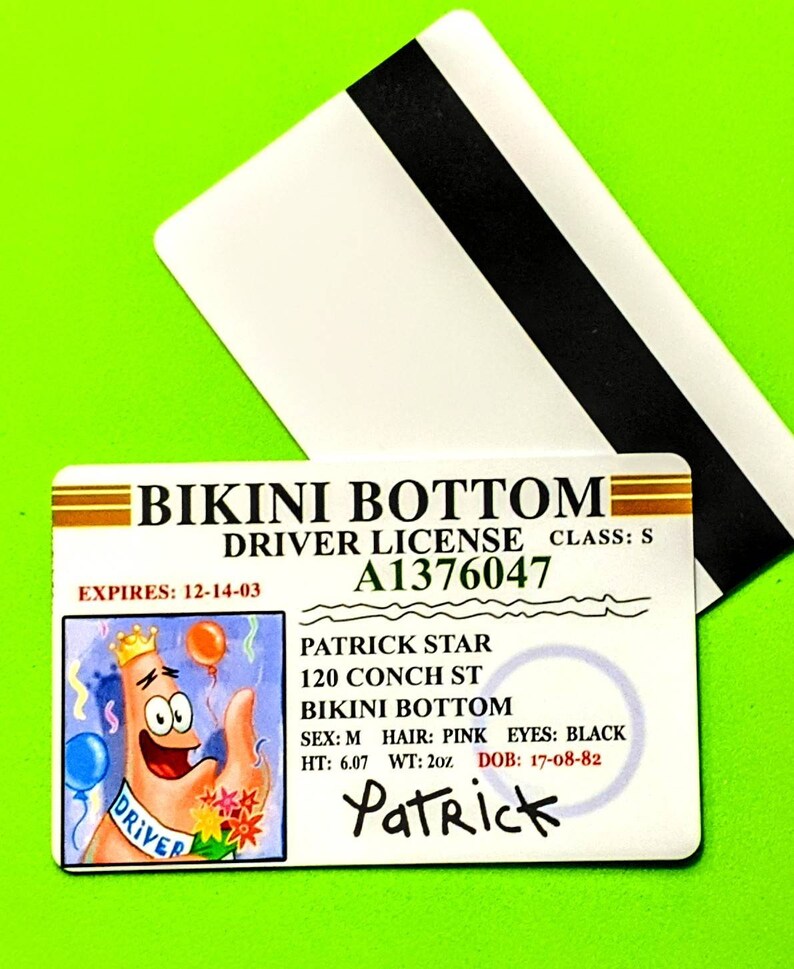 BIKINI BOTTOM
DRIVER LICENSE CLASS: S
A1376047
EXPIRES: 12-14-03
PATRICK STAR
120 CONCH ST
BIKINI BOTTOM
SEX: M HAIR: PINK EYES: BLACK
HT: 6.07 WT: 2oz DOB: 17-08-82
Patrick
DRiVER